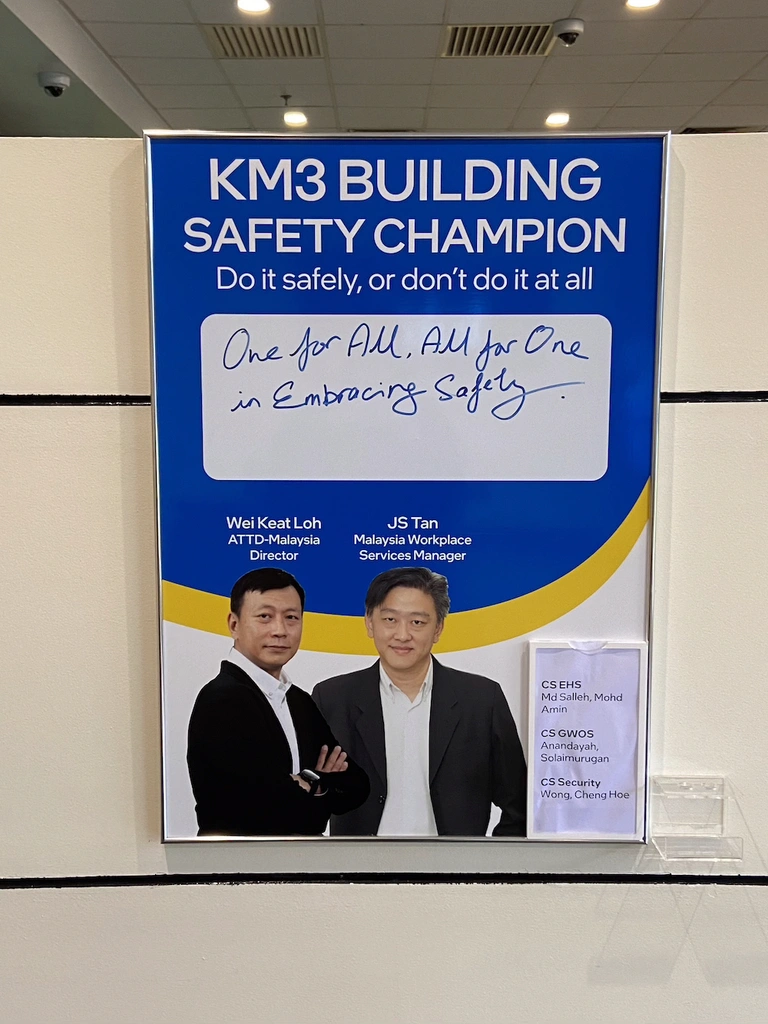 KM3 BUILDING
SAFETY CHAMPION
Do it safely, or don't do it at all
One for All, All for One
in Embracing Safety.
Wei Keat Loh
ATTD-Malaysia
Director
JS Tan
Malaysia Workplace
Services Manager
CS EHS
Md Salleh, Mohd
Amin
CS GWOS
Anandayah,
Solaimurugan
CS Security
Wong, Cheng Hoe